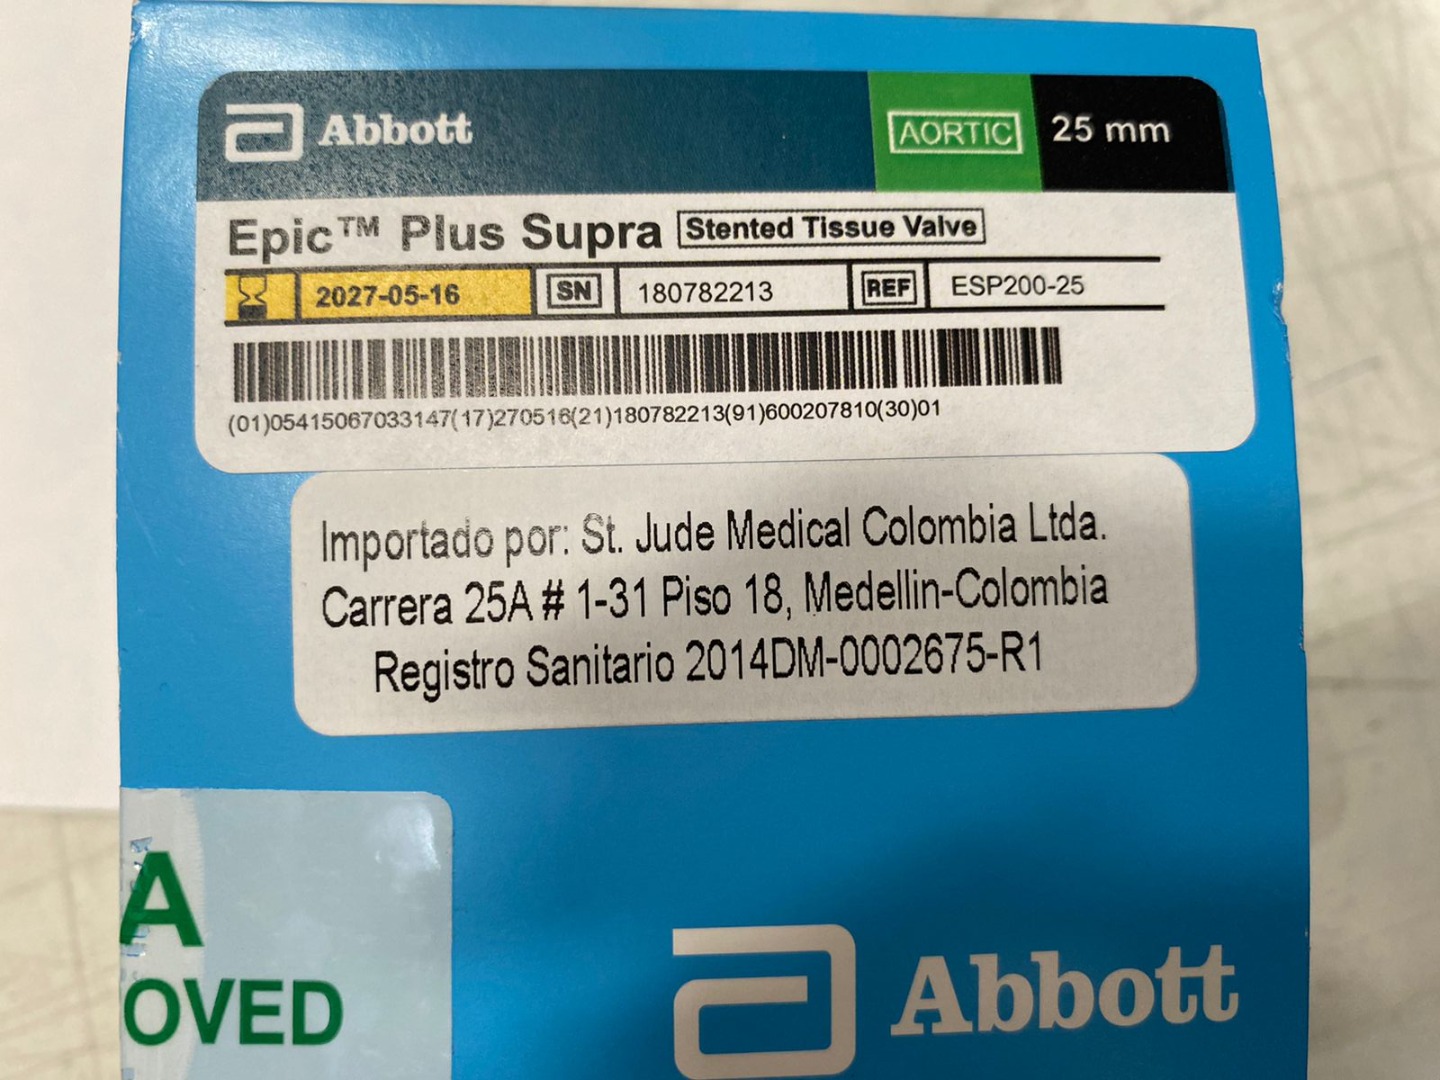 Abbott
AORTIC
25 mm
Epic™ Plus Supra Stented Tissue Valve
2027-05-16 SN 180782213 REF ESP200-25
(01)05415067033147(17)270516(21)180782213(91)600207810(30)01
Importado por: St. Jude Medical Colombia Ltda.
Carrera 25A # 1-31 Piso 18, Medellin-Colombia
Registro Sanitario 2014DM-0002675-R1
A
OVED
Abbott